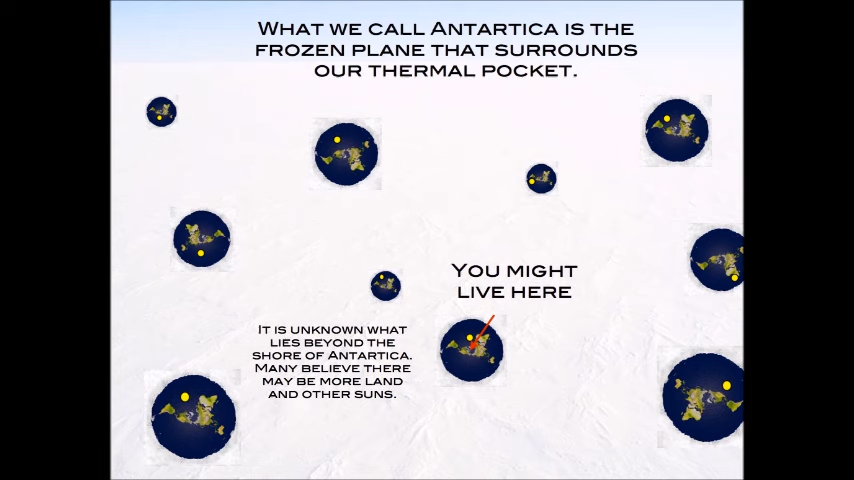 What we call Antartica is the
frozen plane that surrounds
our thermal pocket.
You might
live here
It is unknown what
lies beyond the
shore of Antartica.
Many believe there
may be more land
and other suns.